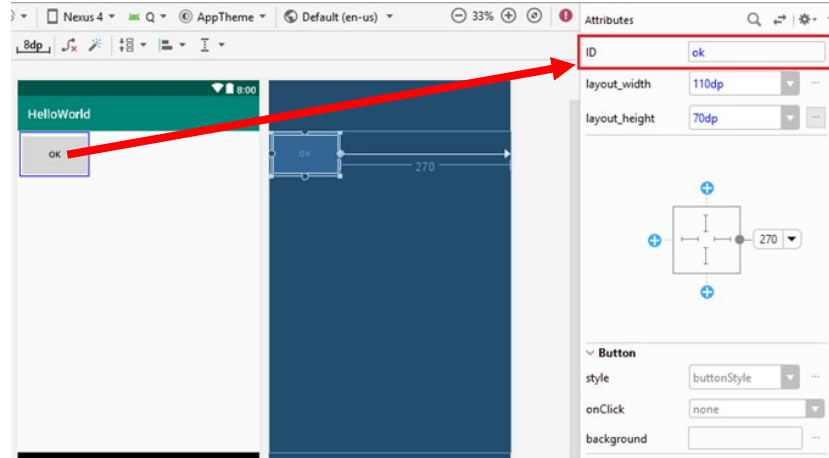 Nexus 4 Q AppTheme Default (en-us) 33%
8dp
8:00
HelloWorld
OK
OK
270
Attributes
ID ok
layout_width 110dp
layout_height 70dp
270
Button
style buttonStyle
onClick none
background